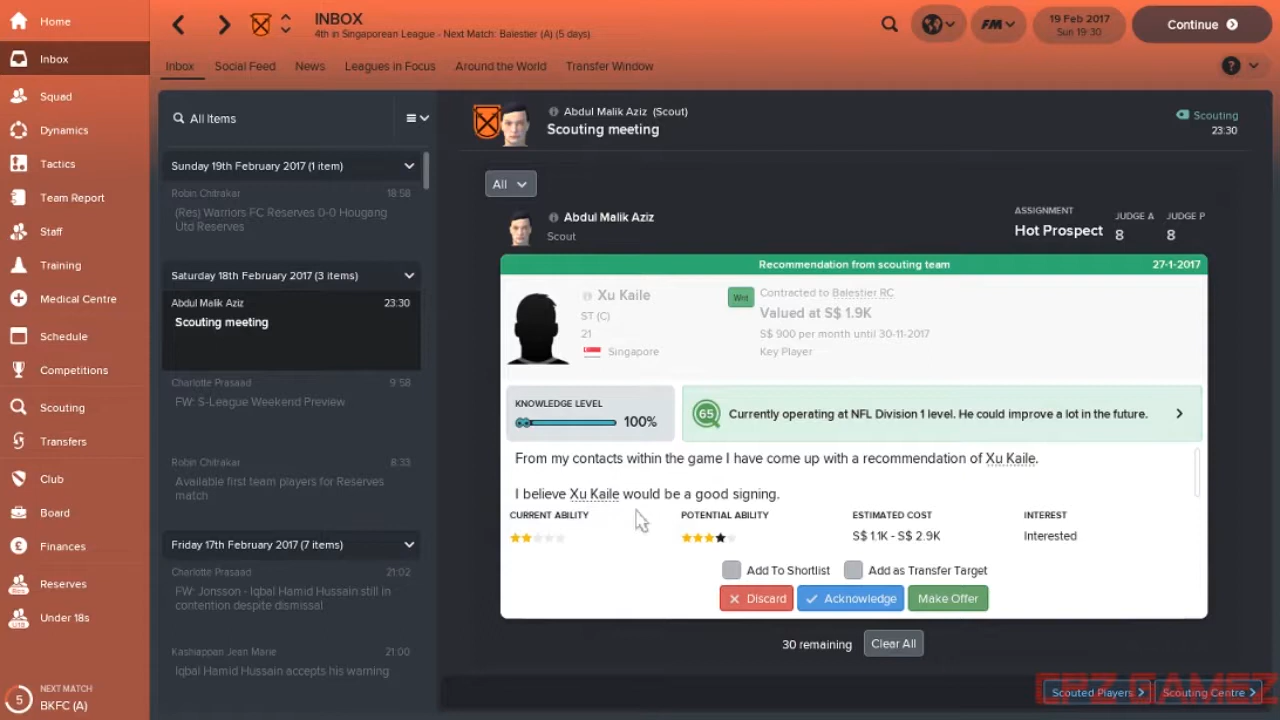 Home
Inbox
Squad
Dynamics
Tactics
Team Report
Staff
Training
Medical Centre
Schedule
Competitions
Scouting
Transfers
Club
Board
Finances
Reserves
Under 18s
5
NEXT MATCH
BKFC (A)
INBOX
4th in Singaporean League - Next Match: Balestier (A) (5 days)
FM
19 Feb 2017
Sun 19:30
Continue
Inbox
Social Feed
News
Leagues in Focus
Around the World
Transfer Window
?
All Items
Sunday 19th February 2017 (1 item)
Robin Chitrakar 18:58
(Res) Warriors FC Reserves 0-0 Hougang
Utd Reserves
Saturday 18th February 2017 (3 items)
Abdul Malik Aziz 23:30
Scouting meeting
Charlotte Prasaad 9:58
FW: S-League Weekend Preview
Robin Chitrakar 8:33
Available first team players for Reserves
match
Friday 17th February 2017 (7 items)
Charlotte Prasaad 21:02
FW: Jonsson - Iqbal Hamid Hussain still in
contention despite dismissal
Kashiappan Jean Marie 21:00
Iqbal Hamid Hussain accepts his warning
Abdul Malik Aziz (Scout)
Scouting meeting
Scouting
23:30
All
Abdul Malik Aziz
Scout
ASSIGNMENT
Hot Prospect
JUDGE A
8
JUDGE P
8
Recommendation from scouting team 27-1-2017
Xu Kaile
ST (C)
21
Singapore
Wnt
Contracted to Balestier RC
Valued at S$ 1.9K
S$ 900 per month until 30-11-2017
Key Player
KNOWLEDGE LEVEL
100%
65
Currently operating at NFL Division 1 level. He could improve a lot in the future.
From my contacts within the game I have come up with a recommendation of Xu Kaile.
I believe Xu Kaile would be a good signing.
CURRENT ABILITY
POTENTIAL ABILITY
ESTIMATED COST
S$ 1.1K - S$ 2.9K
INTEREST
Interested
Add To Shortlist
Add as Transfer Target
Discard
Acknowledge
Make Offer
30 remaining
Clear All
Scouted Players
Scouting Centre